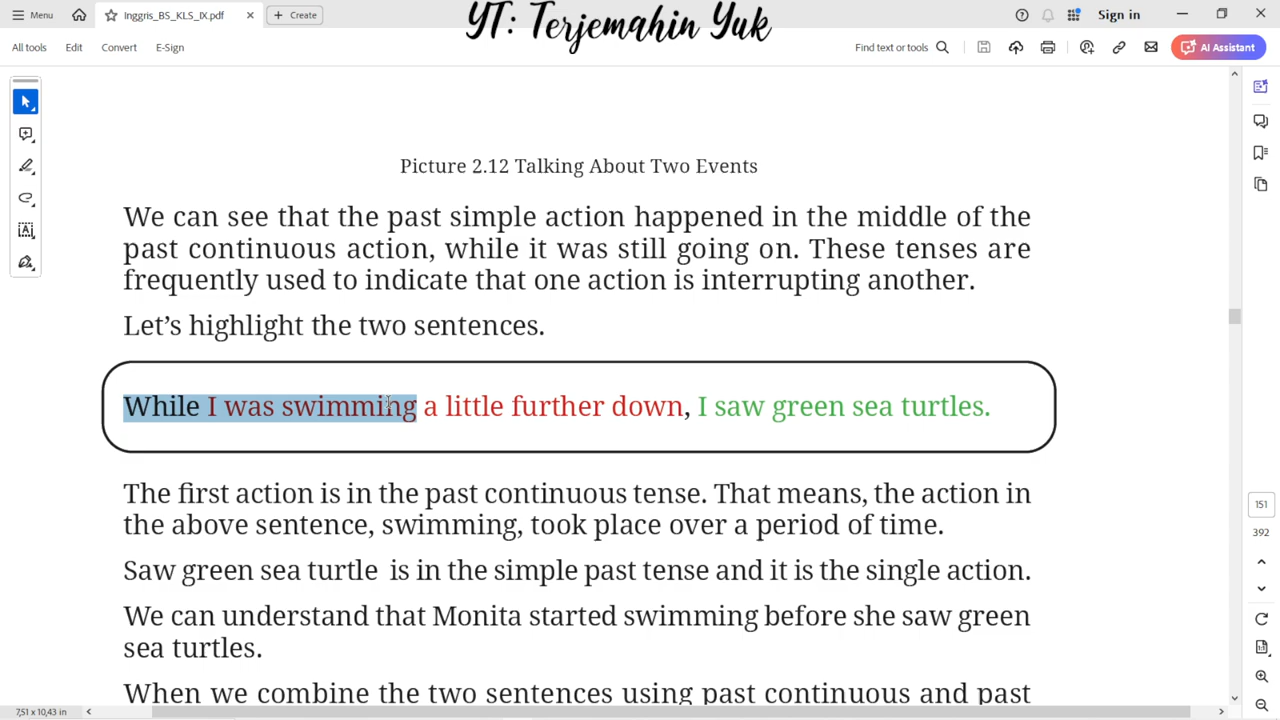 Menu
Inggris_BS_KLS_IX.pdf
Create
YT: Terjemahin Yuk
Sign in
All tools
Edit
Convert
E-Sign
Find text or tools
AI Assistant
Picture 2.12 Talking About Two Events
We can see that the past simple action happened in the middle of the
past continuous action, while it was still going on. These tenses are
frequently used to indicate that one action is interrupting another.
Let’s highlight the two sentences.
While I was swimming a little further down, I saw green sea turtles.
The first action is in the past continuous tense. That means, the action in
the above sentence, swimming, took place over a period of time.
Saw green sea turtle is in the simple past tense and it is the single action.
We can understand that Monita started swimming before she saw green
sea turtles.
When we combine the two sentences using past continuous and past
151
392
7,51 x 10,43 in